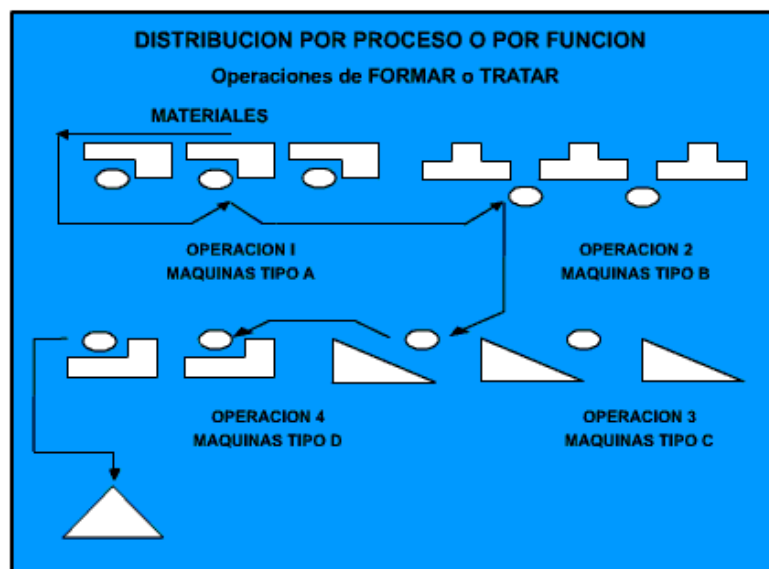 DISTRIBUCION POR PROCESO O POR FUNCION
Operaciones de FORMAR o TRATAR
MATERIALES
OPERACION I
MAQUINAS TIPO A
OPERACION 2
MAQUINAS TIPO B
OPERACION 4
MAQUINAS TIPO D
OPERACION 3
MAQUINAS TIPO C